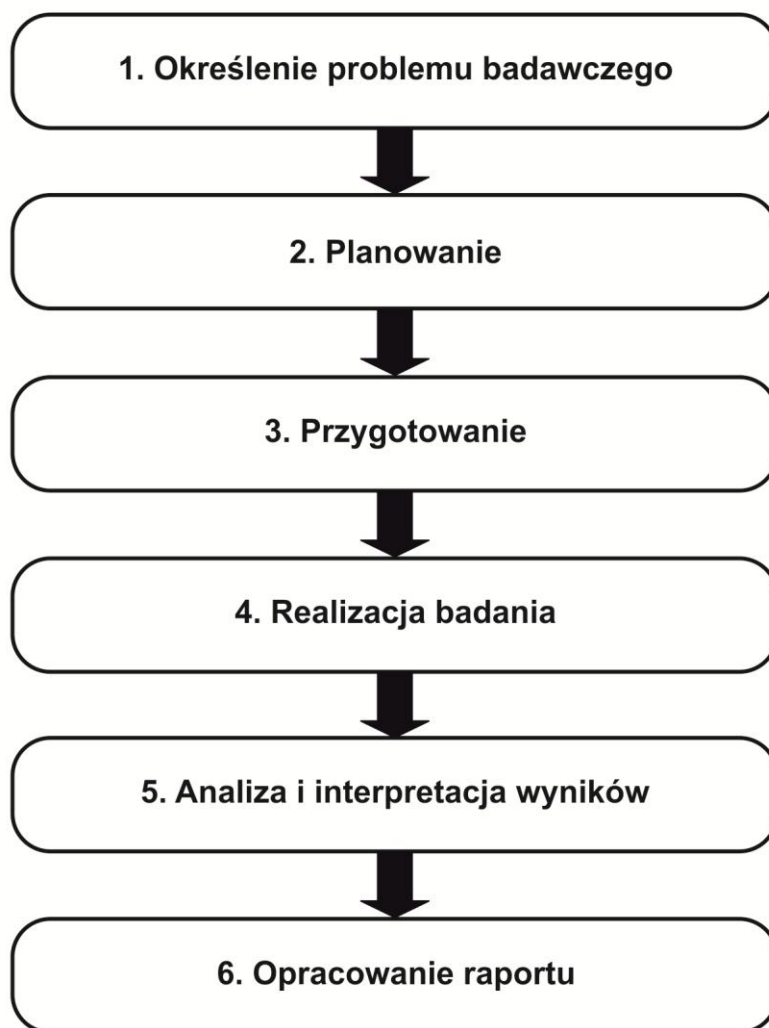 1. Określenie problemu badawczego
2. Planowanie
3. Przygotowanie
4. Realizacja badania
5. Analiza i interpretacja wyników
6. Opracowanie raportu